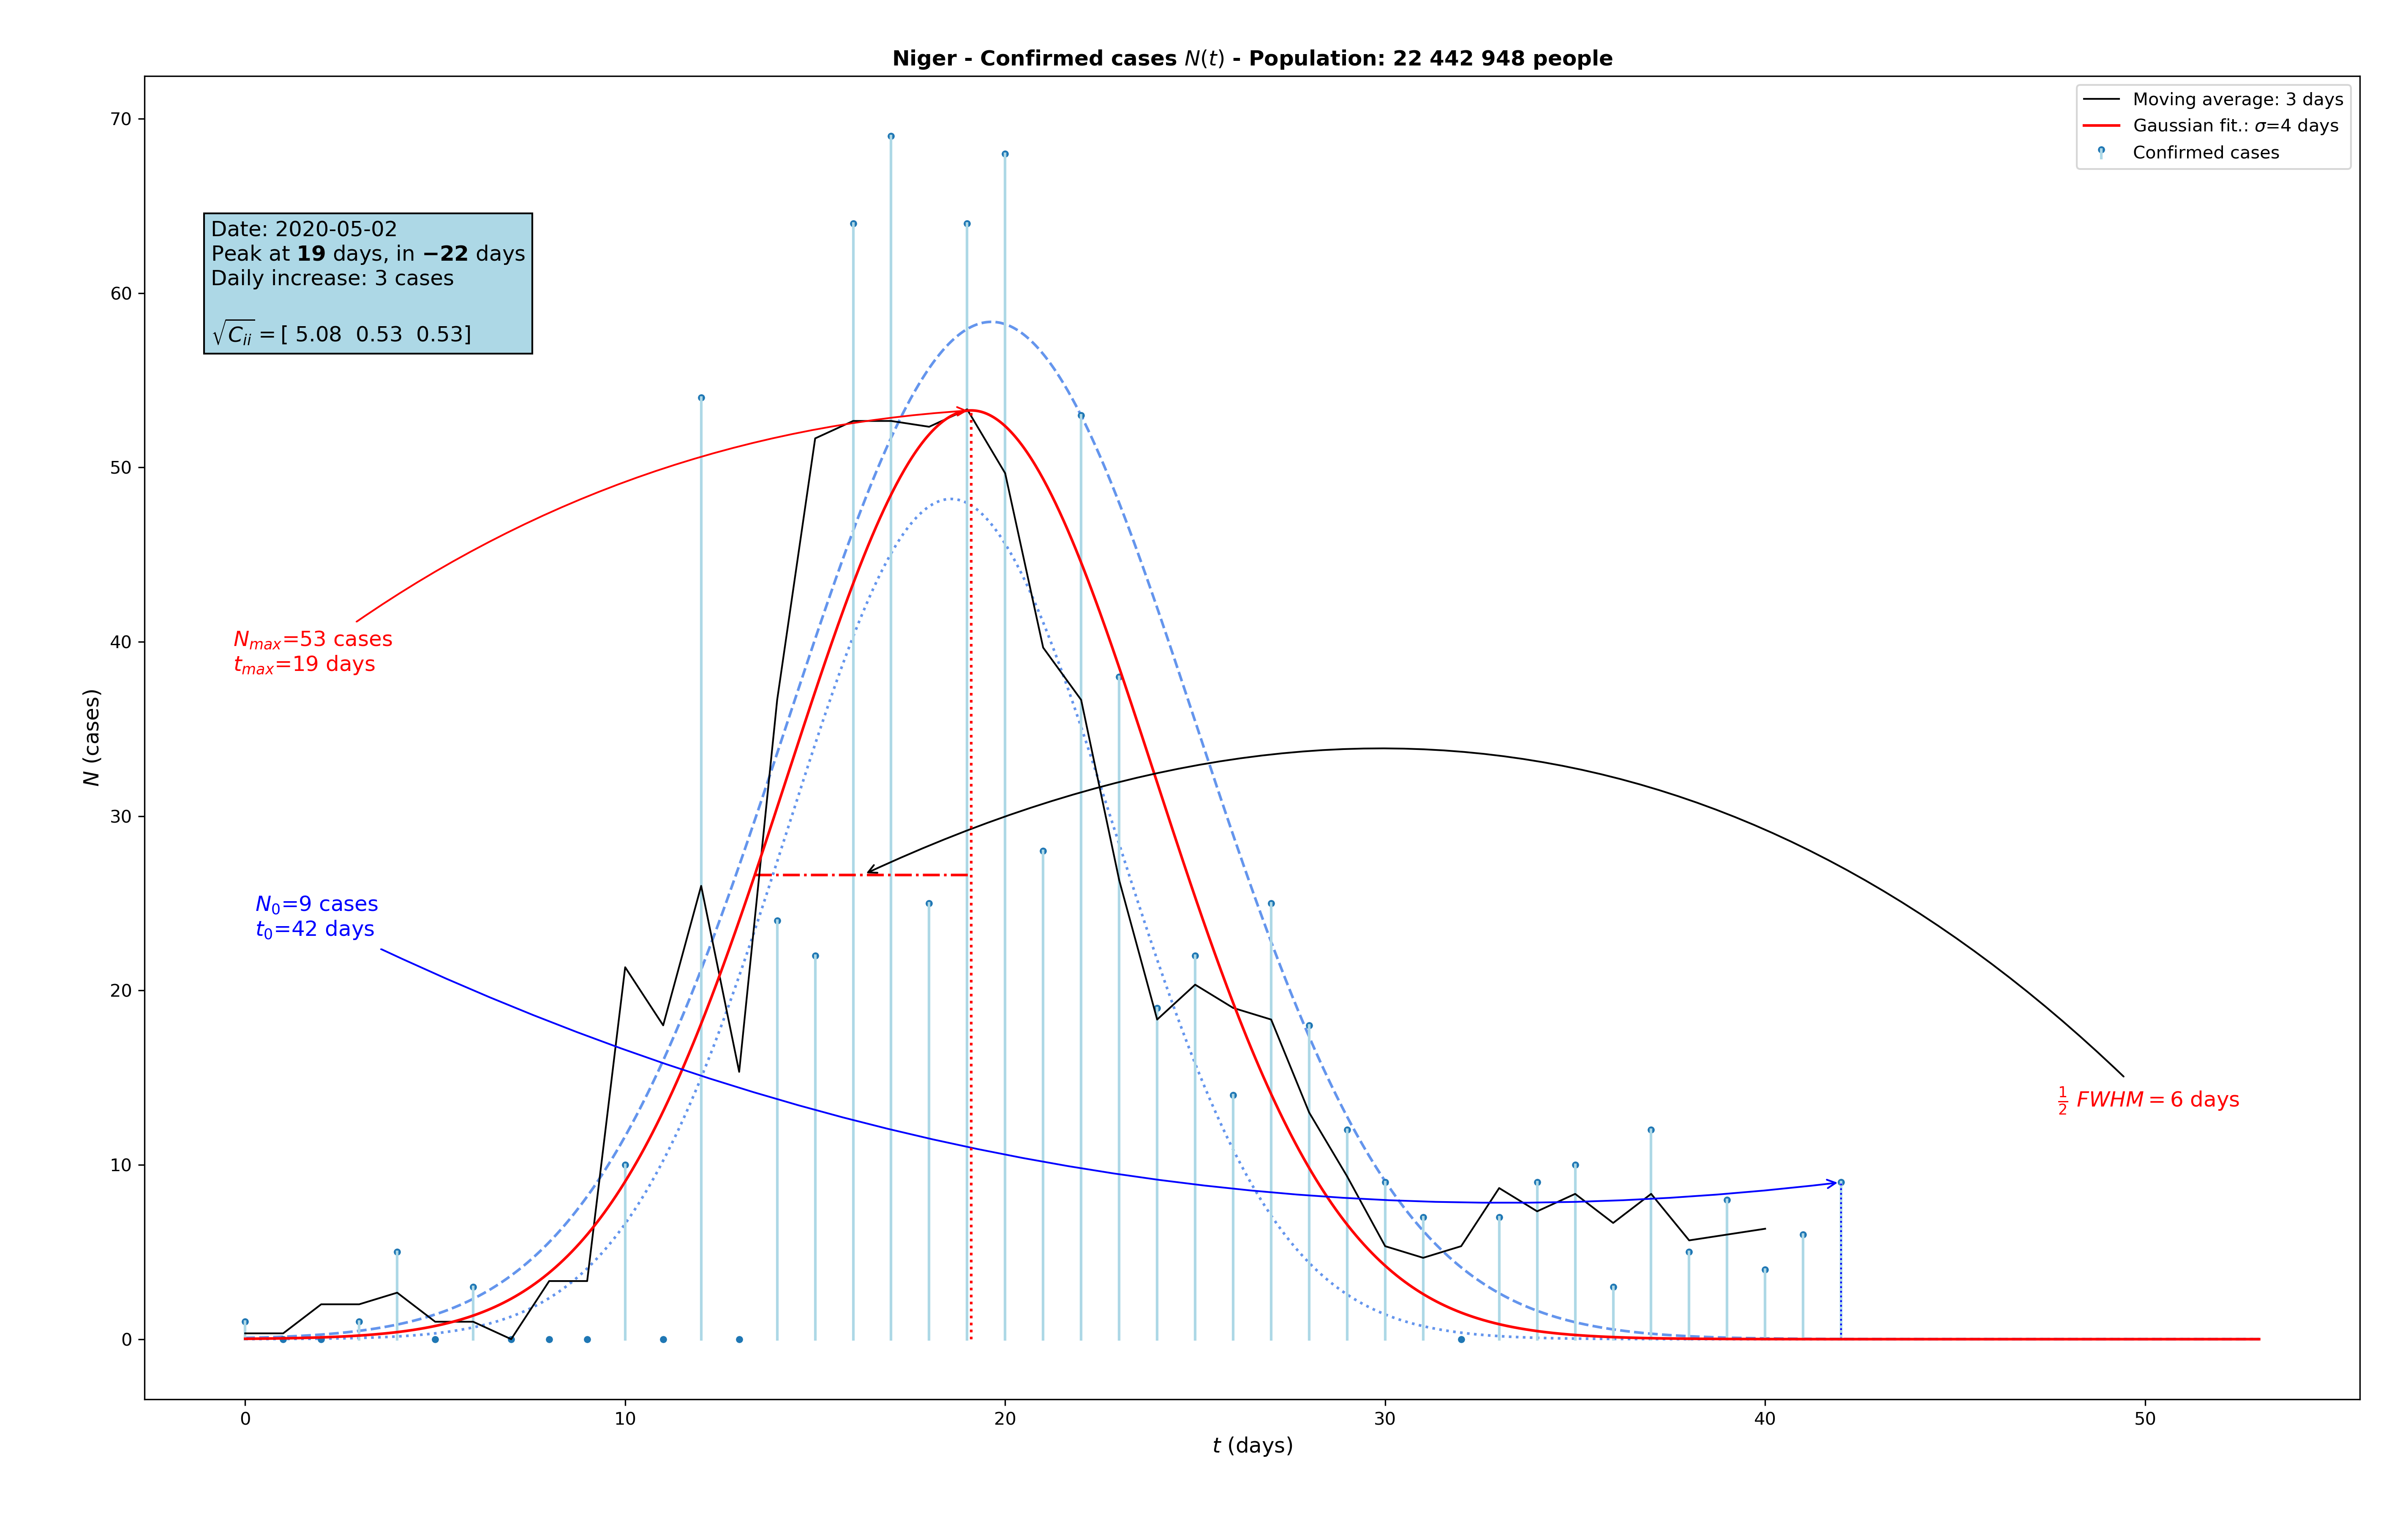 Niger - Confirmed cases N(t) - Population: 22 442 948 people
Moving average: 3 days
Gaussian fit.: σ=4 days
Confirmed cases
Date: 2020-05-02
Peak at 19 days, in −22 days
Daily increase: 3 cases
√C_ii = [ 5.08 0.53 0.53]
N_max=53 cases
t_max=19 days
N_0=9 cases
t_0=42 days
½ FWHM = 6 days
N (cases)
70
60
50
40
30
20
10
0
0 10 20 30 40 50
t (days)